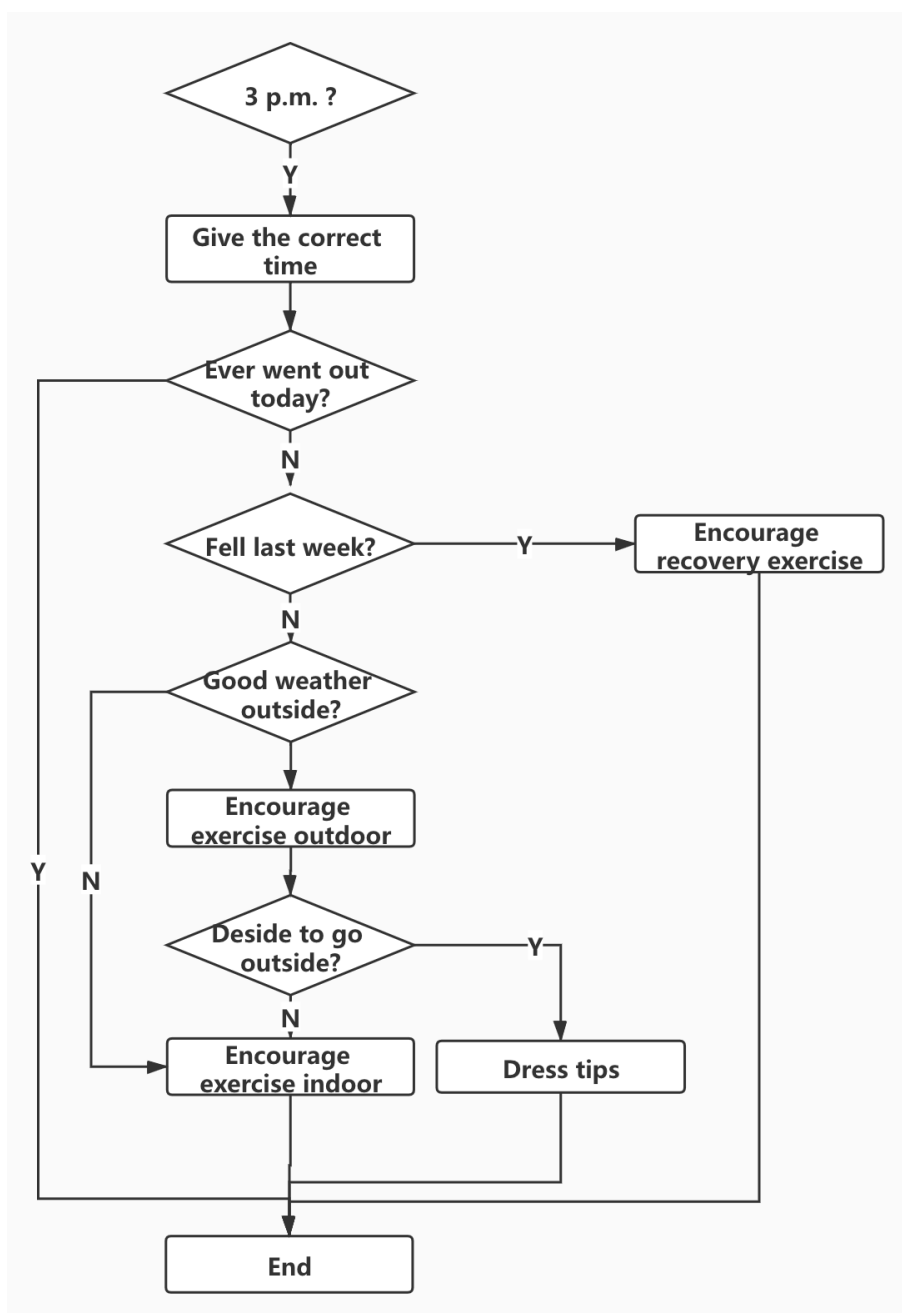 3 p.m. ?
Y
Give the correct
time
Ever went out
today?
N
Fell last week?
Y
Encourage
recovery exercise
N
Good weather
outside?
Encourage
exercise outdoor
Y
N
Deside to go
outside?
Y
N
Encourage
exercise indoor
Dress tips
End